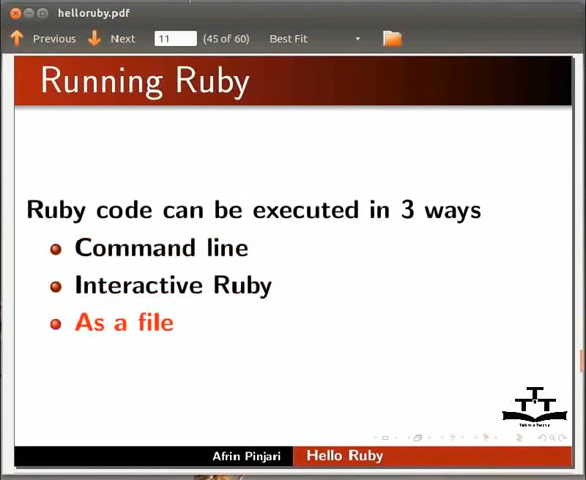 helloruby.pdf
Previous Next 11 (45 of 60) Best Fit
Running Ruby
Ruby code can be executed in 3 ways
Command line
Interactive Ruby
As a file
Afrin Pinjari Hello Ruby